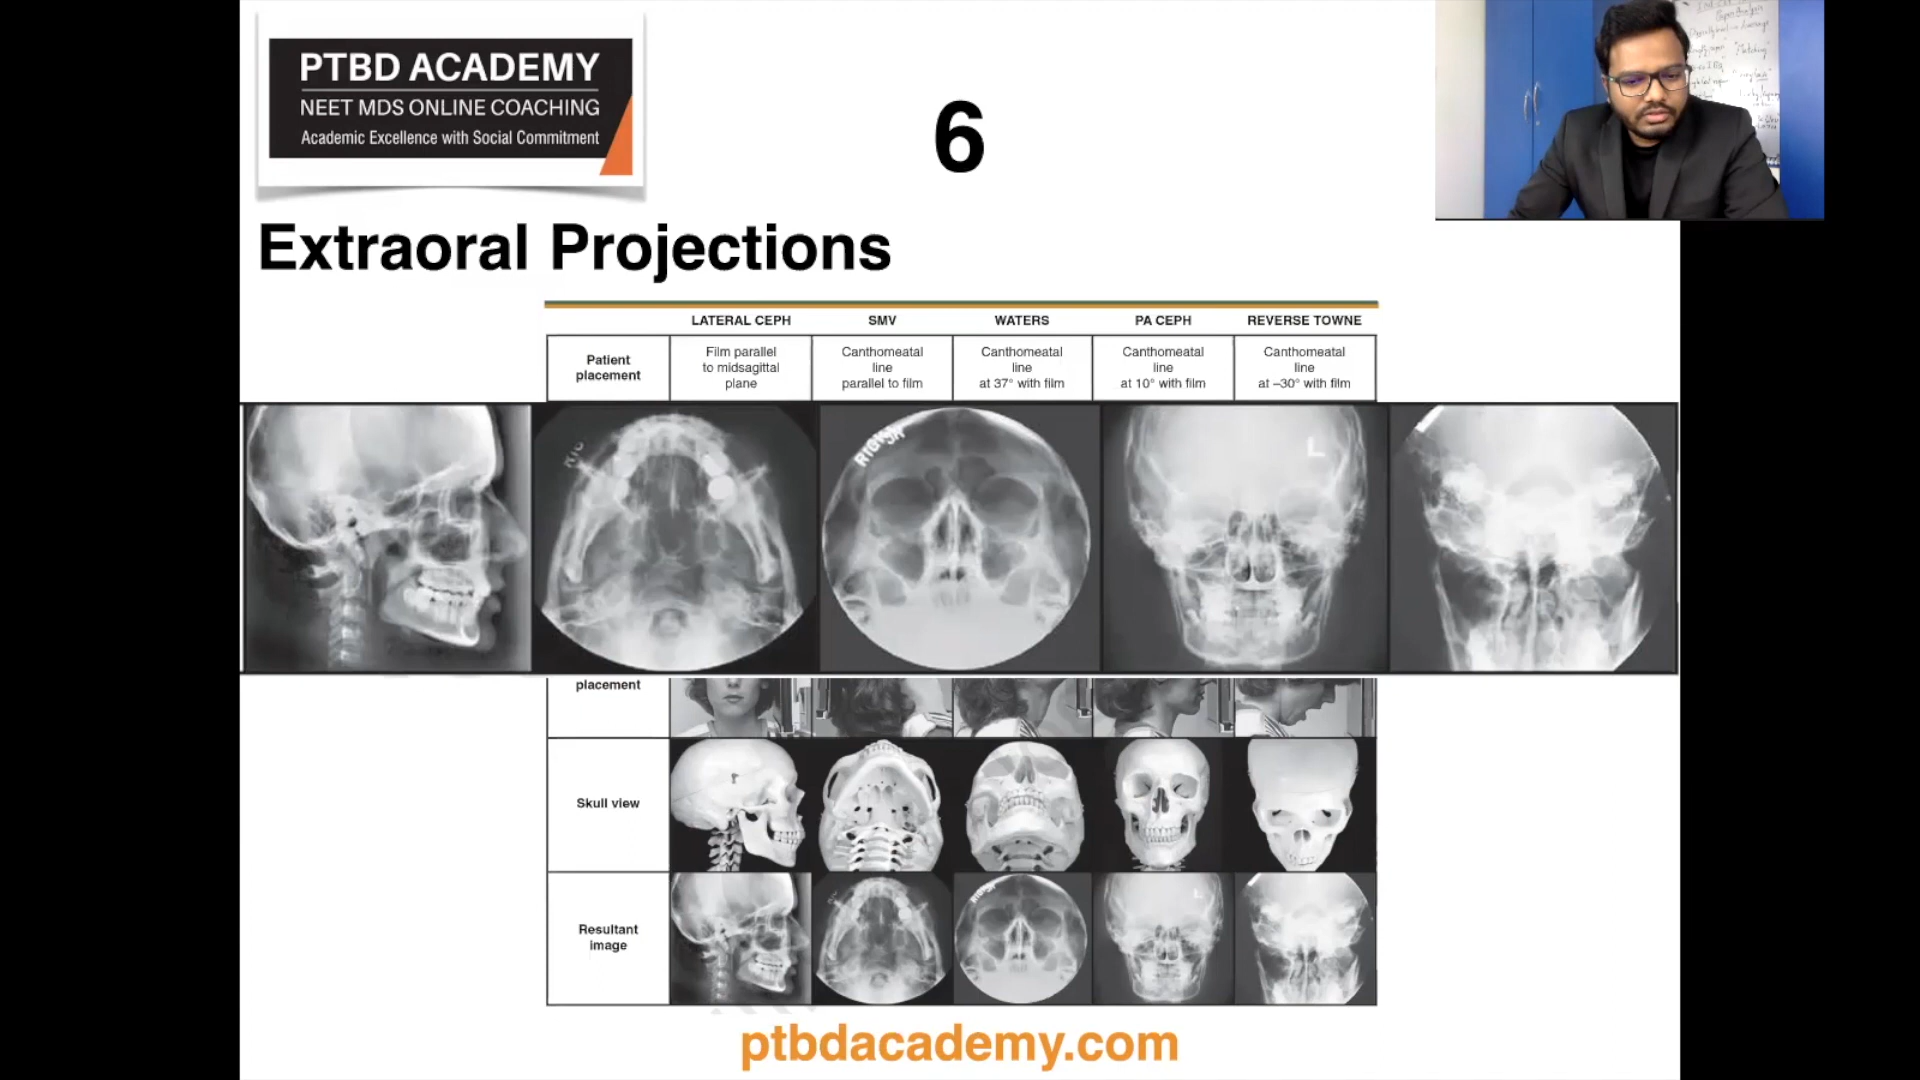 PTBD ACADEMY
NEET MDS ONLINE COACHING
Academic Excellence with Social Commitment
6
Extraoral Projections
LATERAL CEPH SMV WATERS PA CEPH REVERSE TOWNE
Patient placement
Film parallel to midsagittal plane
Canthomeatal line parallel to film
Canthomeatal line at 37° with film
Canthomeatal line at 10° with film
Canthomeatal line at –30° with film
L
placement
Skull view
Resultant image
L
ptbdacademy.com